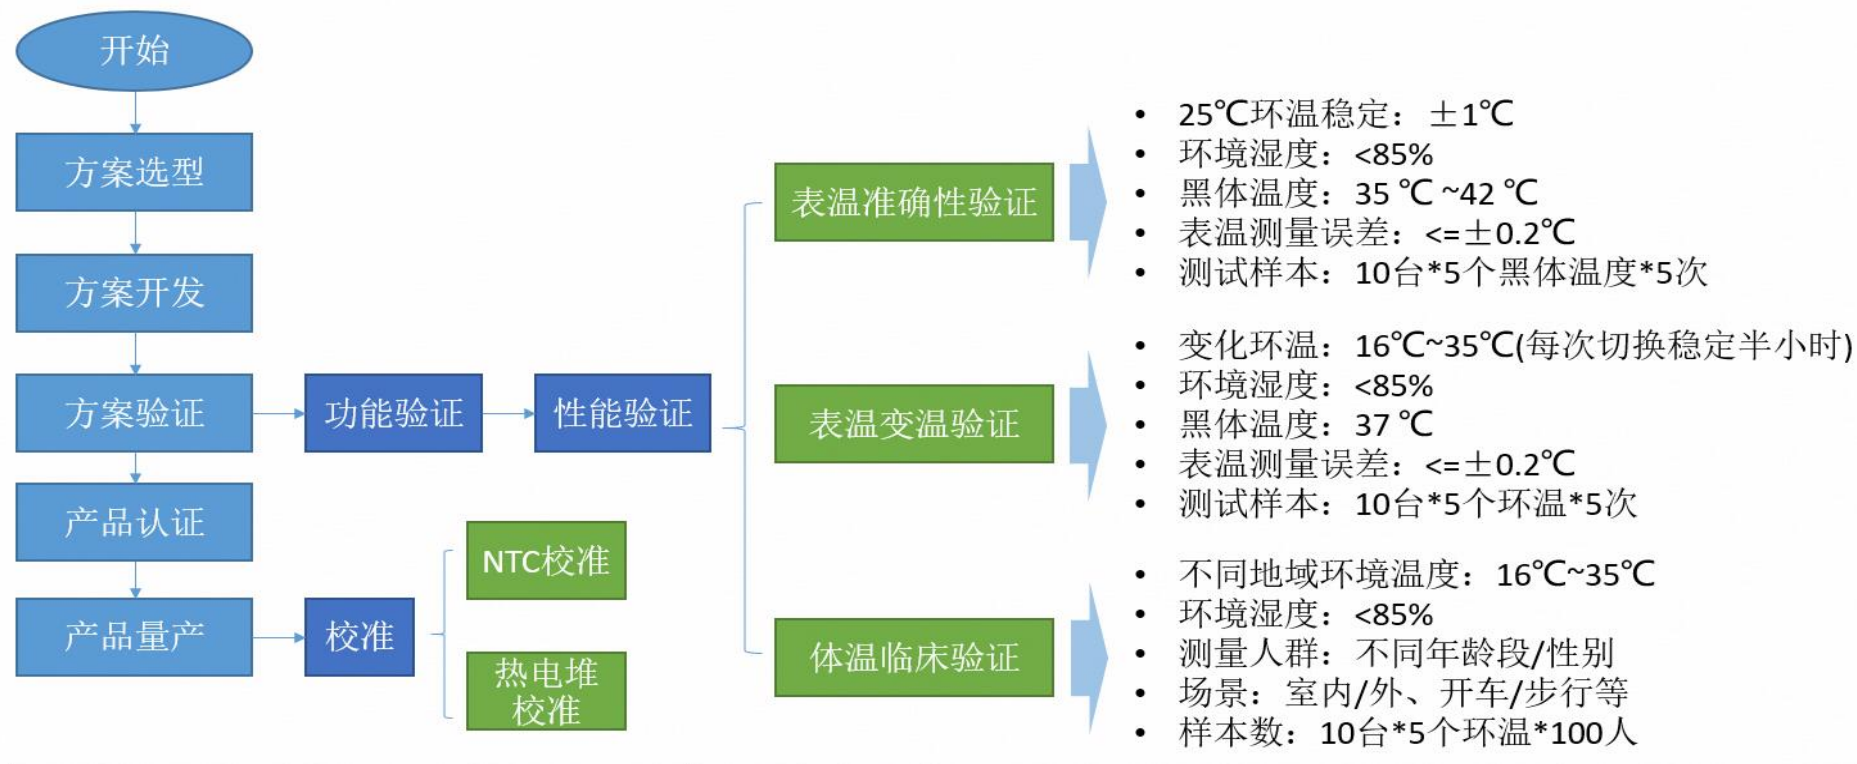 开始
方案选型
方案开发
方案验证
功能验证
性能验证
产品认证
产品量产
校准
NTC校准
热电堆
校准
表温准确性验证
• 25℃环温稳定：±1℃
• 环境湿度：<85%
• 黑体温度：35 ℃ ~42 ℃
• 表温测量误差：<=±0.2℃
• 测试样本：10台*5个黑体温度*5次
表温变温验证
• 变化环温：16℃~35℃(每次切换稳定半小时)
• 环境湿度：<85%
• 黑体温度：37 ℃
• 表温测量误差：<=±0.2℃
• 测试样本：10台*5个环温*5次
体温临床验证
• 不同地域环境温度：16℃~35℃
• 环境湿度：<85%
• 测量人群：不同年龄段/性别
• 场景：室内/外、开车/步行等
• 样本数：10台*5个环温*100人